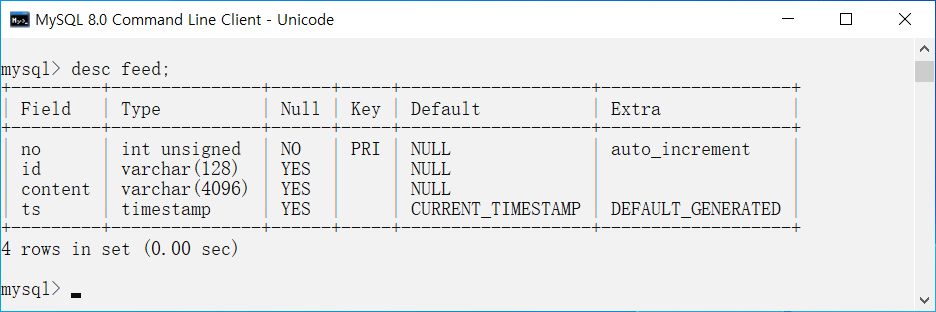 MySQL 8.0 Command Line Client - Unicode
mysql> desc feed;
+---------+---------------+------+-----+-------------------+-------------------+
| Field   | Type          | Null | Key | Default           | Extra             |
+---------+---------------+------+-----+-------------------+-------------------+
| no      | int unsigned  | NO   | PRI | NULL              | auto_increment    |
| id      | varchar(128)  | YES  |     | NULL              |                   |
| content | varchar(4096) | YES  |     | NULL              |                   |
| ts      | timestamp     | YES  |     | CURRENT_TIMESTAMP | DEFAULT_GENERATED |
+---------+---------------+------+-----+-------------------+-------------------+
4 rows in set (0.00 sec)
mysql>